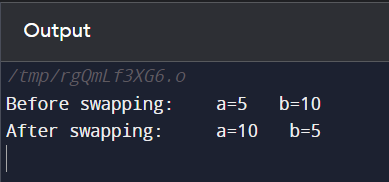 Output
/tmp/rgQmLf3XG6.o
Before swapping:    a=5   b=10
After swapping:     a=10   b=5